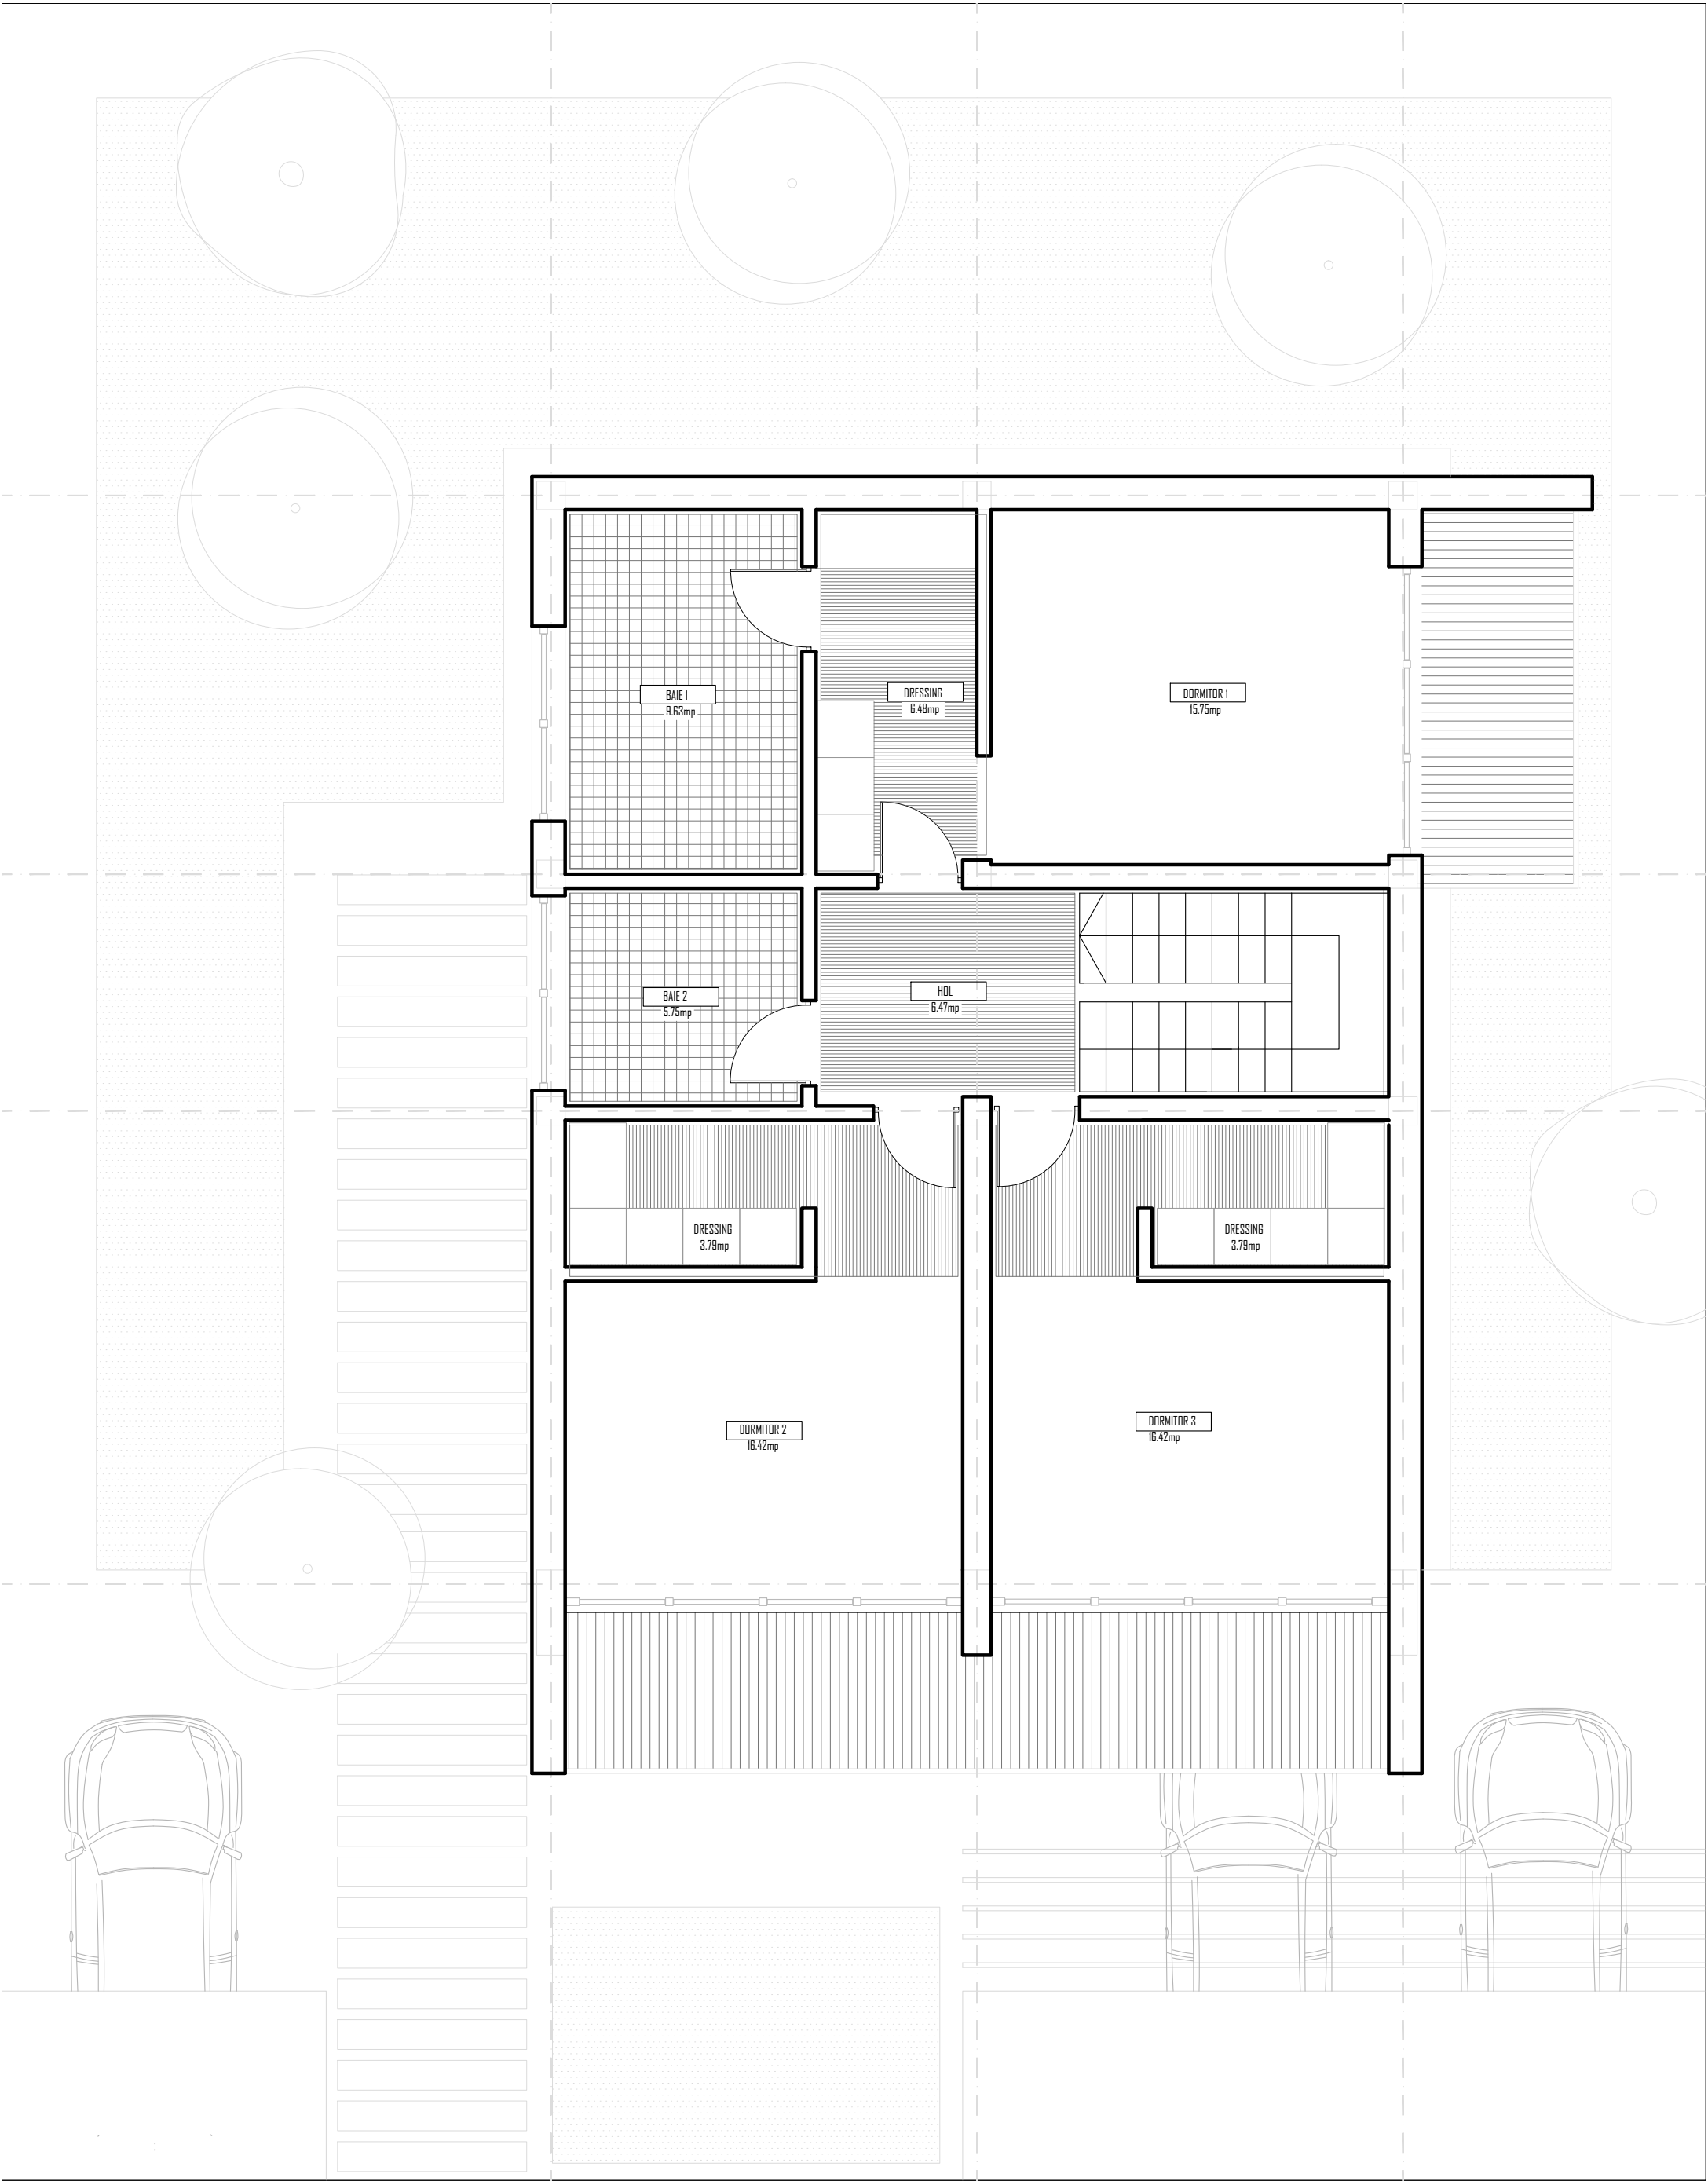 BAIE 1
9.63mp
DRESSING
6.48mp
DORMITOR 1
15.75mp
BAIE 2
5.75mp
HOL
6.47mp
DRESSING
3.79mp
DRESSING
3.79mp
DORMITOR 2
16.42mp
DORMITOR 3
16.42mp